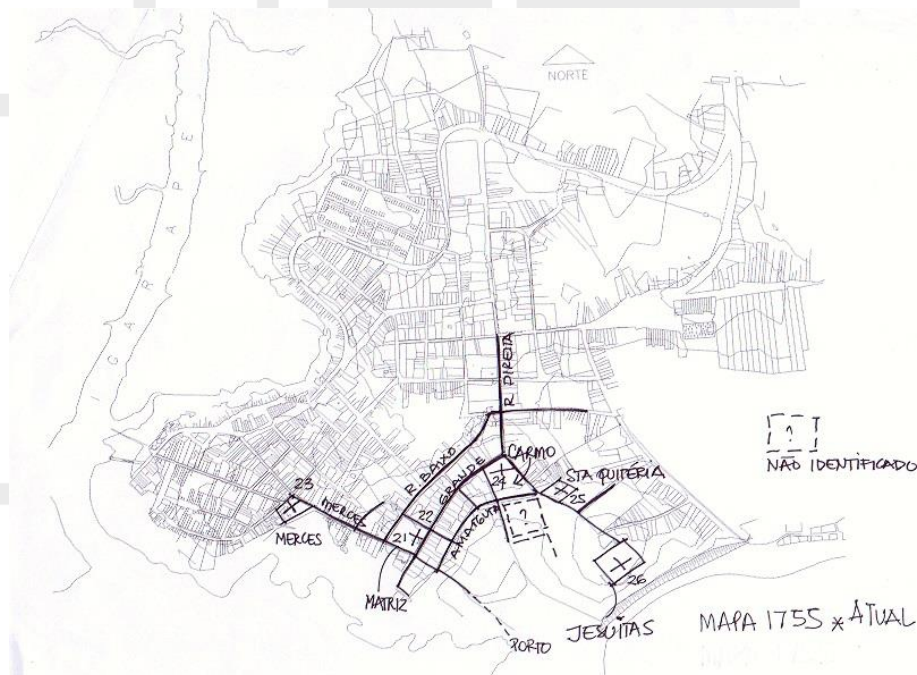 NORTE
IGARAPE
R. DIREITA
R. BAIXO
GRANDE
CARMO
24
STA QUITERIA
25
?
NÃO IDENTIFICADO
23
MERCES
MERCES
22
21
?
26
MATRIZ
PORTO
JESUÍTAS
MAPA 1755 * ATUAL